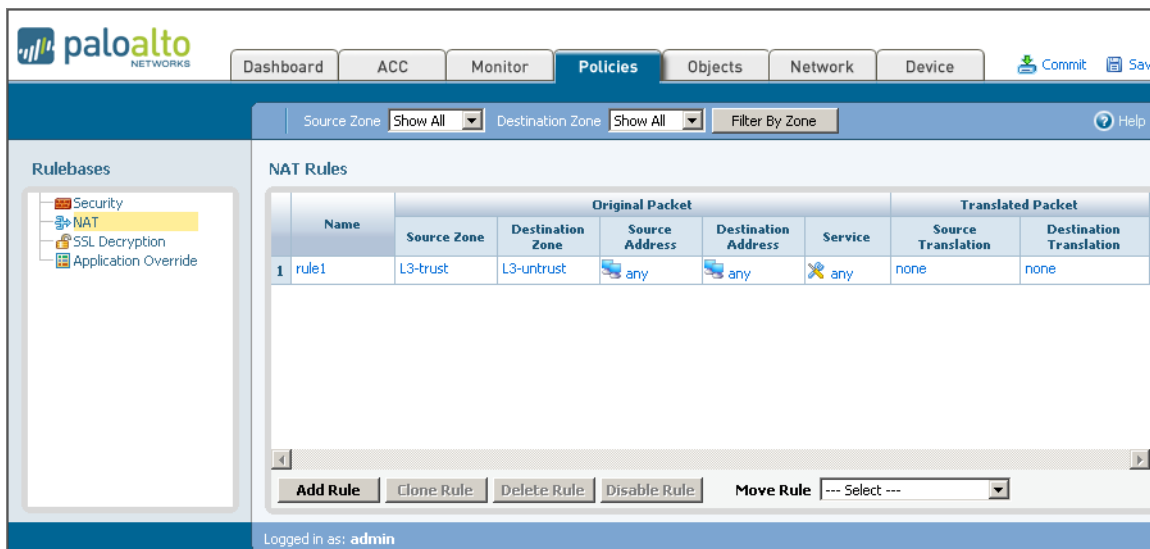 paloalto
NETWORKS
Dashboard ACC Monitor Policies Objects Network Device Commit Sav
Source Zone Show All Destination Zone Show All Filter By Zone Help
Rulebases
Security
NAT
SSL Decryption
Application Override
NAT Rules
Original Packet Translated Packet
Name Source Zone Destination Zone Source Address Destination Address Service Source Translation Destination Translation
1 rule1 L3-trust L3-untrust any any any none none
Add Rule Clone Rule Delete Rule Disable Rule Move Rule --- Select ---
Logged in as: admin